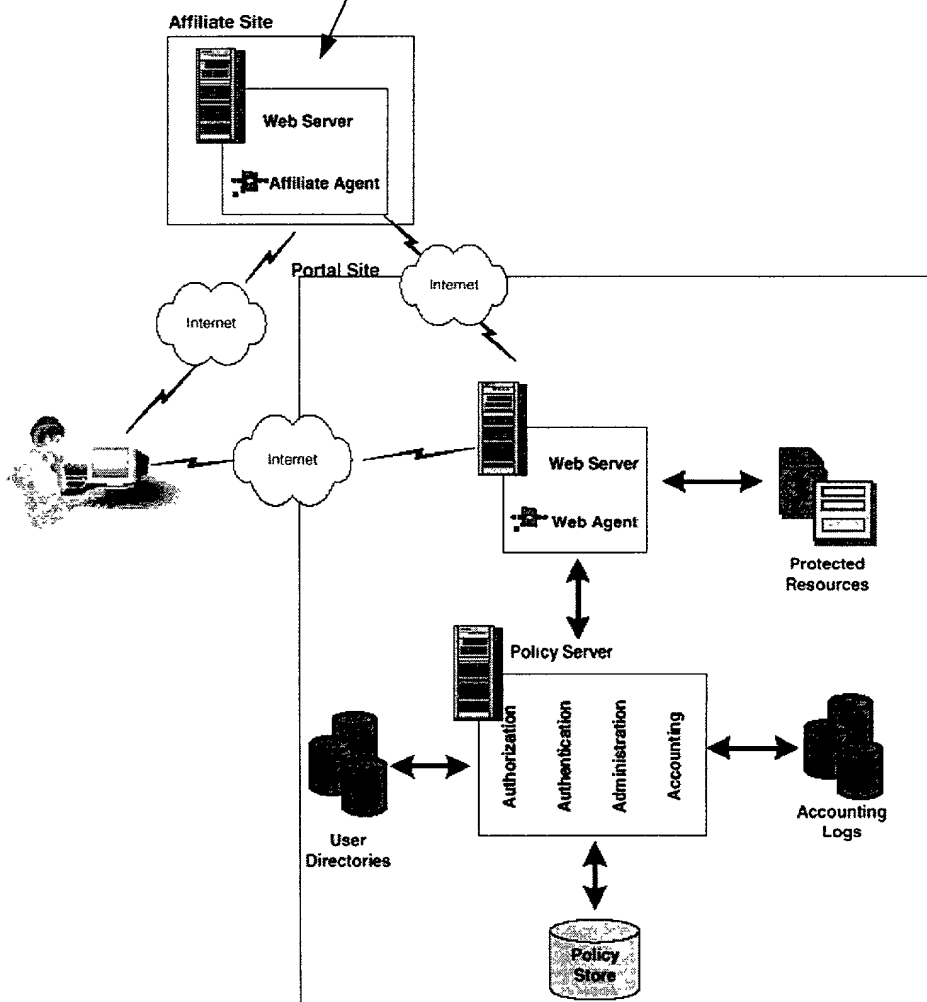 Affiliate Site
Web Server
Affiliate Agent
Portal Site
Internet
Internet
Internet
Web Server
Web Agent
Protected
Resources
Policy Server
Authorization
Authentication
Administration
Accounting
User
Directories
Accounting
Logs
Policy
Store